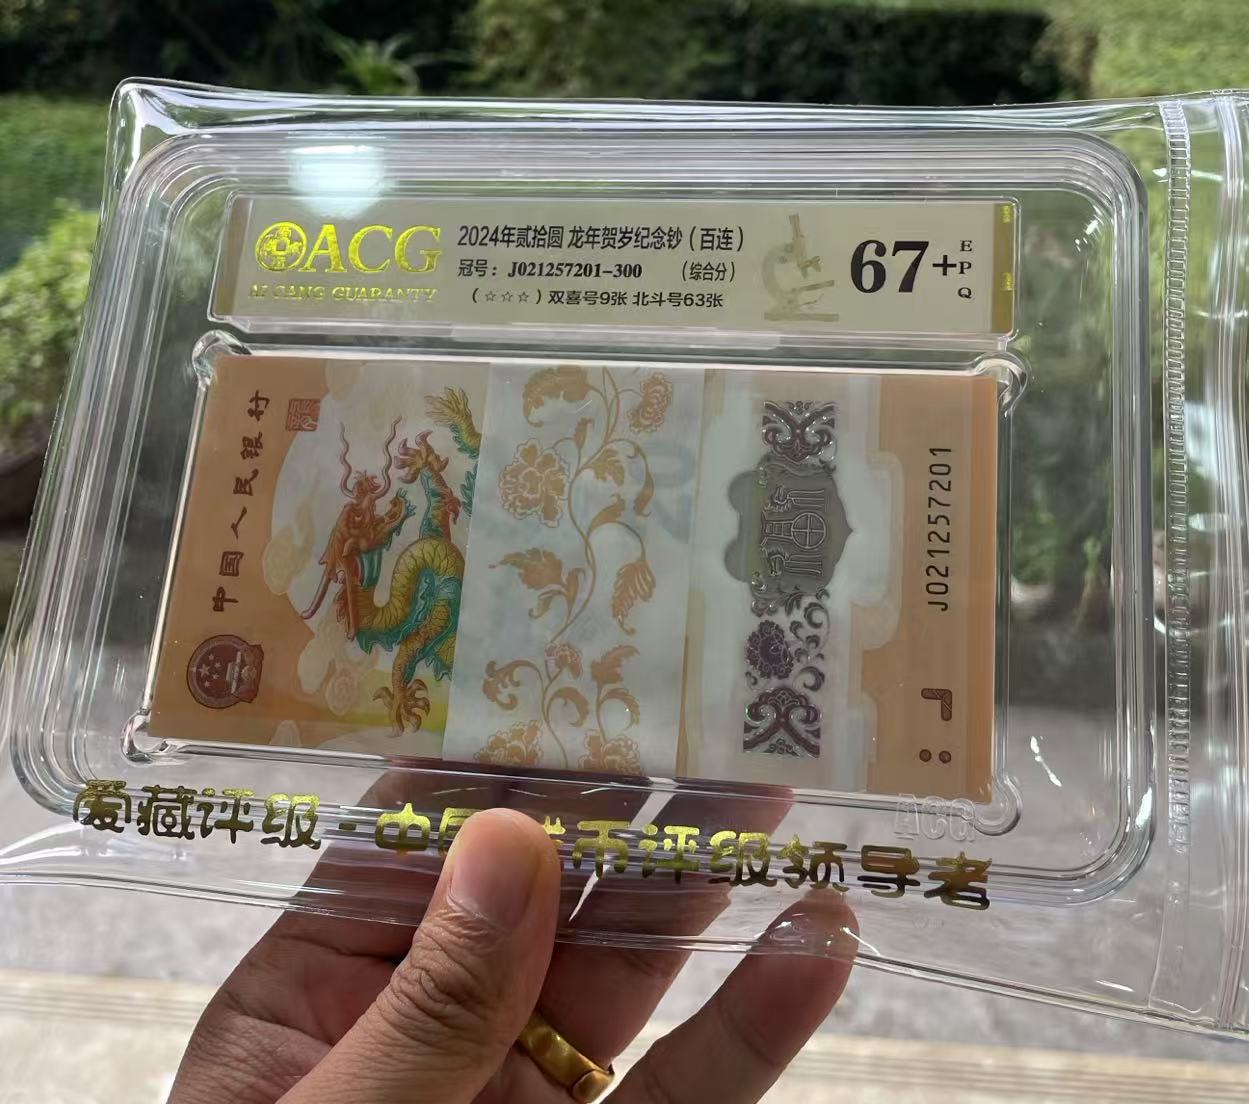 ACG
AI CANG GUARANTY
2024年贰拾圆 龙年贺岁纪念钞（百连）
冠号：J021257201-300 （综合分）
（☆☆☆）双喜号9张 北斗号63张
67+
EPQ
中国人民银行
J021257201
ACG
爱藏评级·中国 币评级领导者